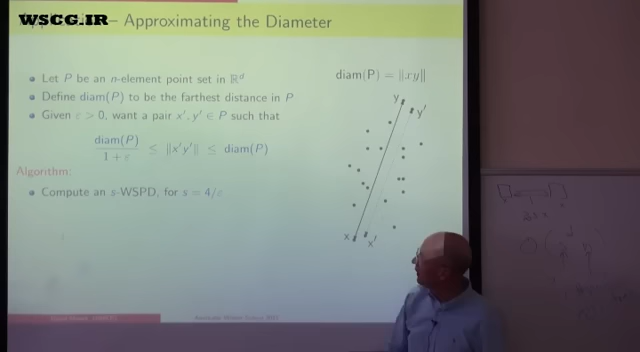 WSCG.IR – Approximating the Diameter
Let P be an n-element point set in ℝᵈ
Define diam(P) to be the farthest distance in P
Given ε > 0, want a pair x′, y′ ∈ P such that
diam(P) / 1 + ε ≤ ‖x′y′‖ ≤ diam(P)
Algorithm:
Compute an s-WSPD, for s = 4/ε
diam(P) = ‖xy‖
y
y′
x
x′